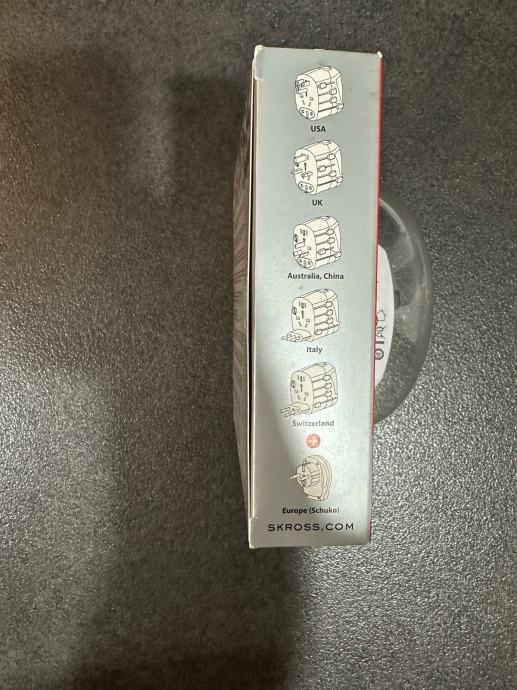 USA
UK
Australia, China
Italy
Switzerland
Europe (Schuko)
SKROSS.COM